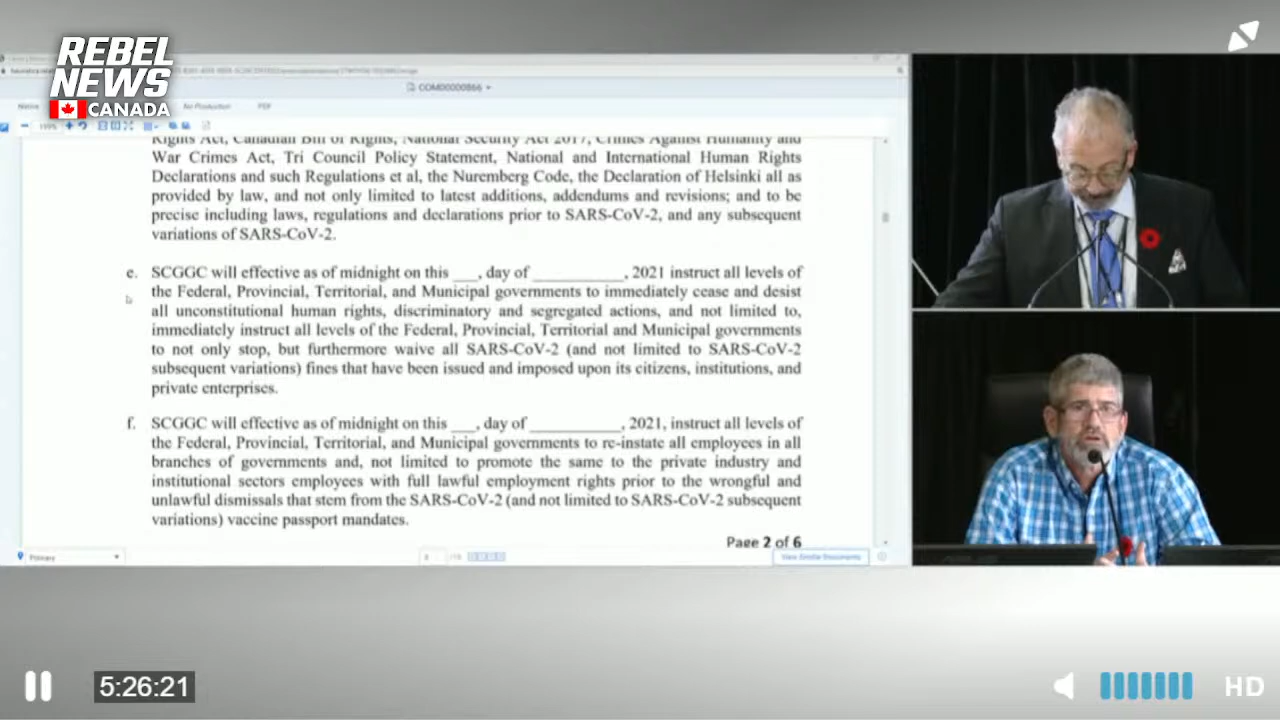 REBEL
NEWS
CANADA
COM00000866
No Production
PDF
Rights Act, Canadian Bill of Rights, National Security Act 2017, Crimes Against Humanity and
War Crimes Act, Tri Council Policy Statement, National and International Human Rights
Declarations and such Regulations et al, the Nuremberg Code, the Declaration of Helsinki all as
provided by law, and not only limited to latest additions, addendums and revisions; and to be
precise including laws, regulations and declarations prior to SARS-CoV-2, and any subsequent
variations of SARS-CoV-2.
e. SCGGC will effective as of midnight on this ___, day of __________, 2021 instruct all levels of
the Federal, Provincial, Territorial, and Municipal governments to immediately cease and desist
all unconstitutional human rights, discriminatory and segregated actions, and not limited to,
immediately instruct all levels of the Federal, Provincial, Territorial and Municipal governments
to not only stop, but furthermore waive all SARS-CoV-2 (and not limited to SARS-CoV-2
subsequent variations) fines that have been issued and imposed upon its citizens, institutions, and
private enterprises.
f. SCGGC will effective as of midnight on this ___, day of __________, 2021, instruct all levels of
the Federal, Provincial, Territorial, and Municipal governments to re-instate all employees in all
branches of governments and, not limited to promote the same to the private industry and
institutional sectors employees with full lawful employment rights prior to the wrongful and
unlawful dismissals that stem from the SARS-CoV-2 (and not limited to SARS-CoV-2 subsequent
variations) vaccine passport mandates.
Page 2 of 6
Primary
View Similar Documents
5:26:21
HD